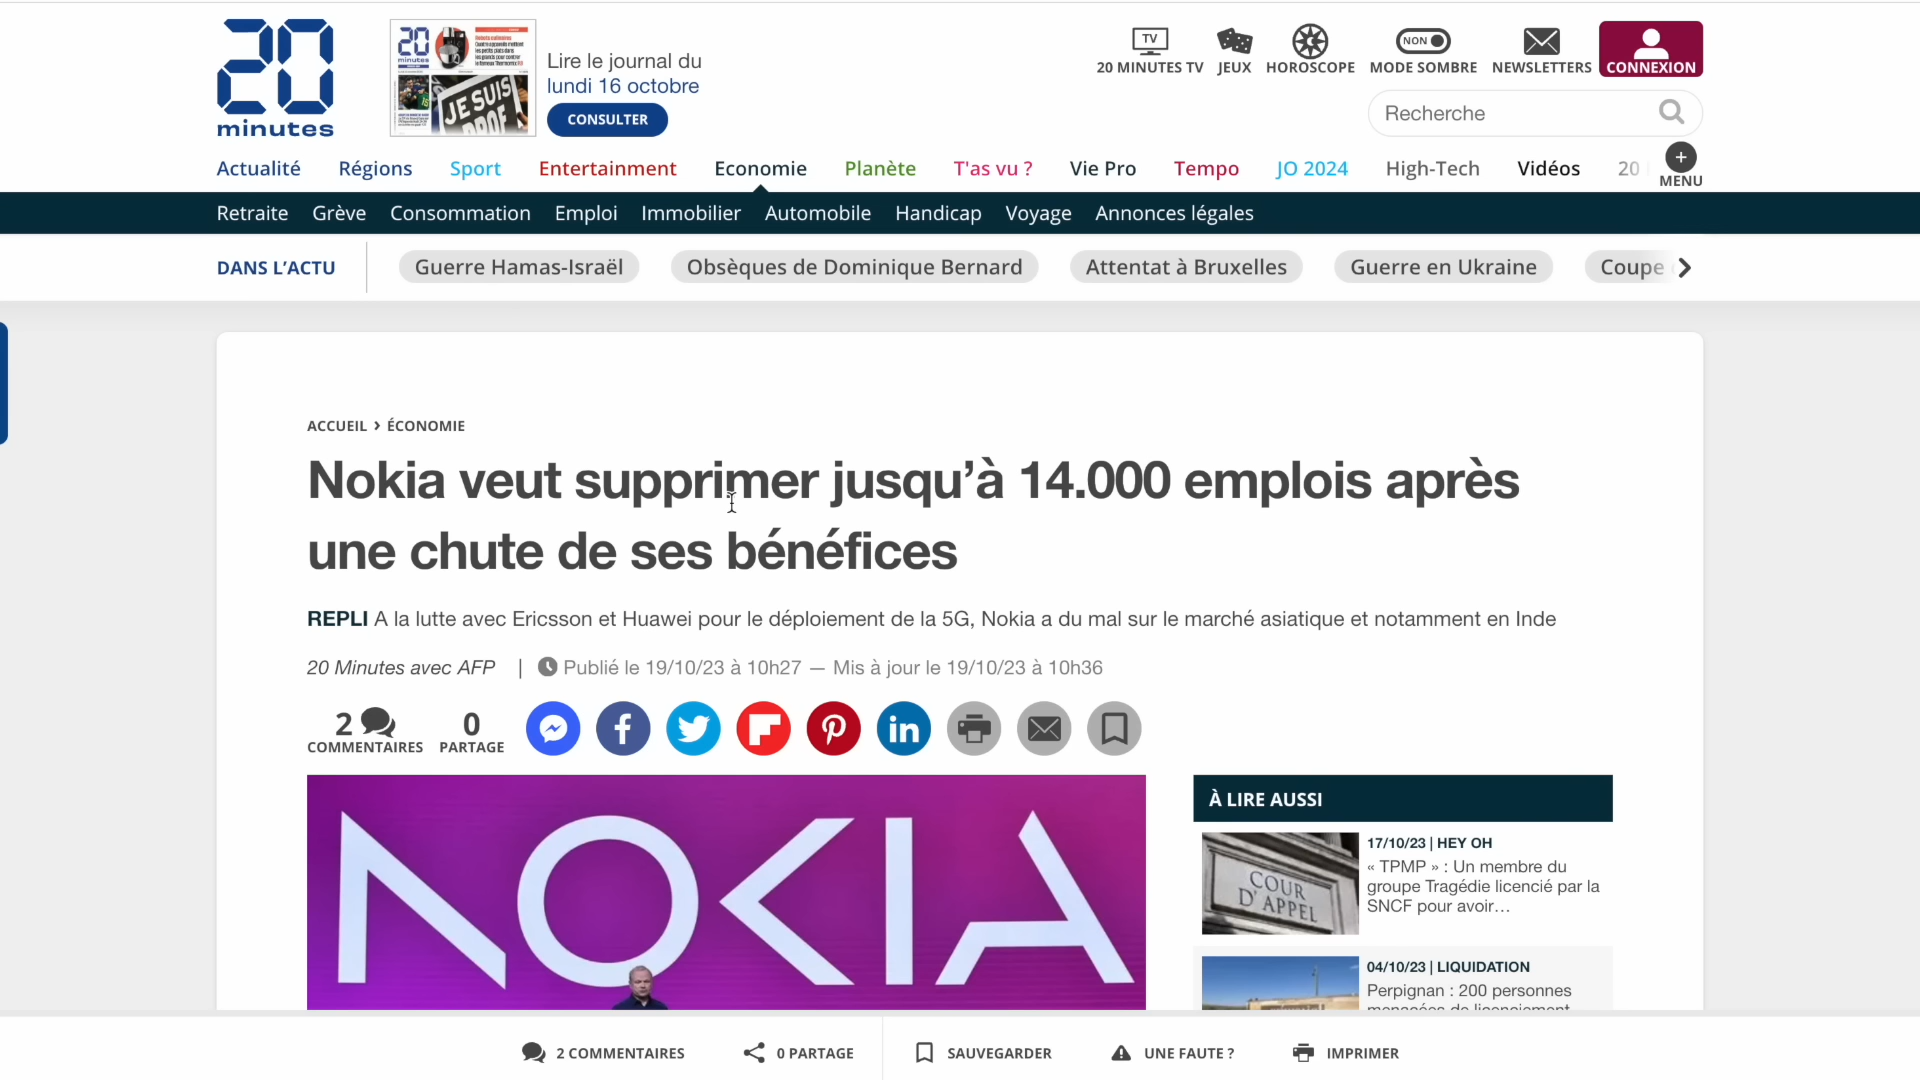 20
minutes
JE SUIS
PROF
Lire le journal du
lundi 16 octobre
CONSULTER
TV
20 MINUTES TV
JEUX
HOROSCOPE
NON
MODE SOMBRE
NEWSLETTERS
CONNEXION
Recherche
Actualité Régions Sport Entertainment Economie Planète T'as vu ? Vie Pro Tempo JO 2024 High-Tech Vidéos 20
MENU
Retraite Grève Consommation Emploi Immobilier Automobile Handicap Voyage Annonces légales
DANS L'ACTU Guerre Hamas-Israël Obsèques de Dominique Bernard Attentat à Bruxelles Guerre en Ukraine Coupe
ACCUEIL › ÉCONOMIE
Nokia veut supprimer jusqu'à 14.000 emplois après
une chute de ses bénéfices
REPLI A la lutte avec Ericsson et Huawei pour le déploiement de la 5G, Nokia a du mal sur le marché asiatique et notamment en Inde
20 Minutes avec AFP | Publié le 19/10/23 à 10h27 — Mis à jour le 19/10/23 à 10h36
2
COMMENTAIRES
0
PARTAGE
NOKIA
À LIRE AUSSI
COUR
D'APPEL
17/10/23 | HEY OH
« TPMP » : Un membre du
groupe Tragédie licencié par la
SNCF pour avoir…
04/10/23 | LIQUIDATION
Perpignan : 200 personnes
menacées de licenciement
2 COMMENTAIRES 0 PARTAGE SAUVEGARDER UNE FAUTE ? IMPRIMER